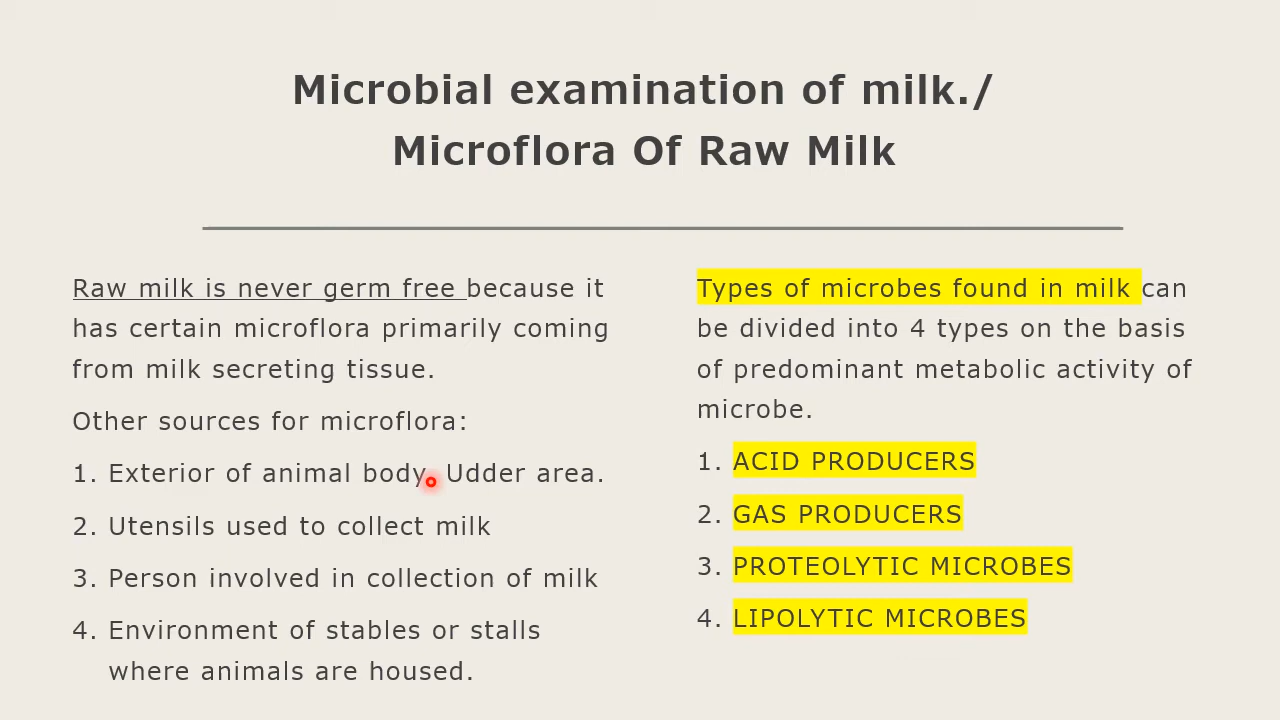 Microbial examination of milk./
Microflora Of Raw Milk
Raw milk is never germ free because it
has certain microflora primarily coming
from milk secreting tissue.
Other sources for microflora:
1. Exterior of animal body, Udder area.
2. Utensils used to collect milk
3. Person involved in collection of milk
4. Environment of stables or stalls
where animals are housed.
Types of microbes found in milk can
be divided into 4 types on the basis
of predominant metabolic activity of
microbe.
1. ACID PRODUCERS
2. GAS PRODUCERS
3. PROTEOLYTIC MICROBES
4. LIPOLYTIC MICROBES